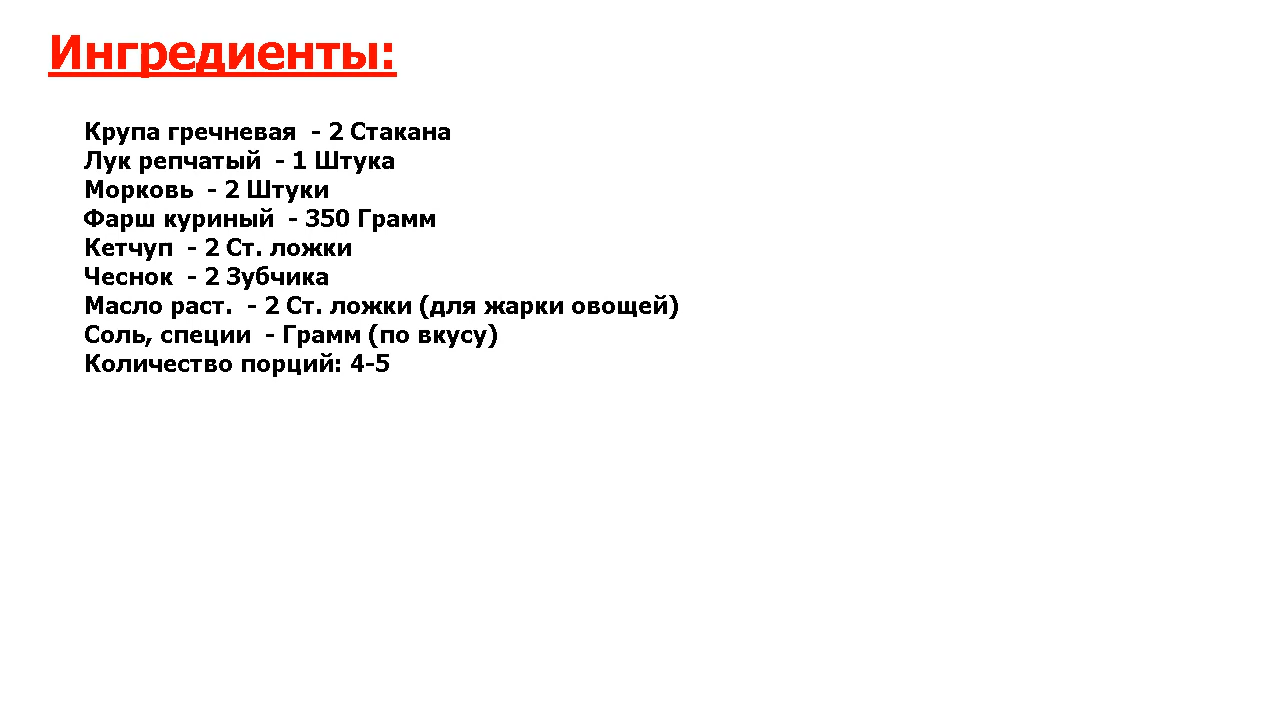 Ингредиенты:
Крупа гречневая  - 2 Стакана
Лук репчатый  - 1 Штука
Морковь  - 2 Штуки
Фарш куриный  - 350 Грамм
Кетчуп  - 2 Ст. ложки
Чеснок  - 2 Зубчика
Масло раст.  - 2 Ст. ложки (для жарки овощей)
Соль, специи  - Грамм (по вкусу)
Количество порций: 4-5